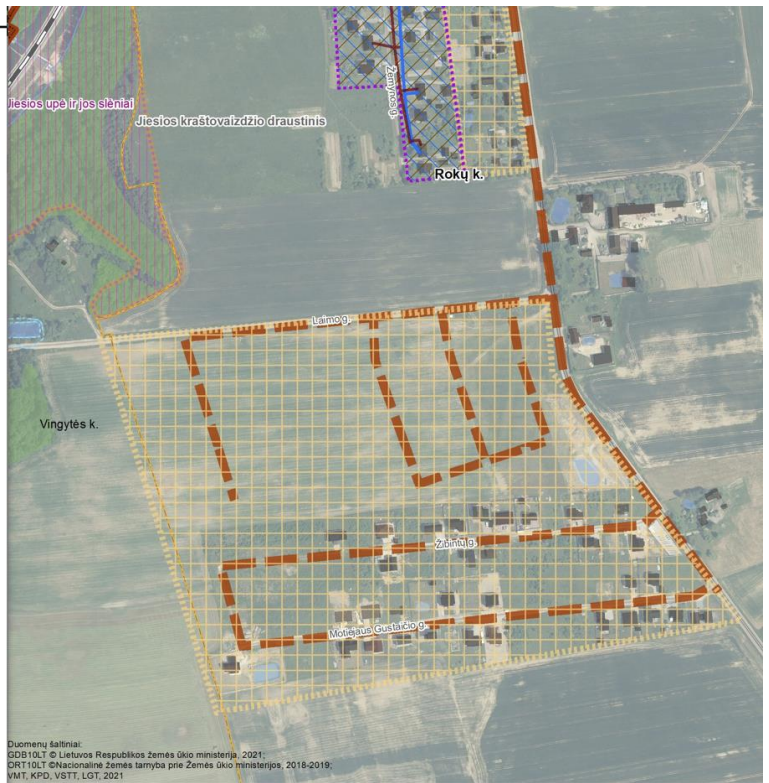 Žemynos g.
Jiesios upė ir jos slėniai
Jiesios kraštovaizdžio draustinis
Rokų k.
Laimo g.
Vingytės k.
Žibintų g.
Motiejaus Gustaičio g.
Duomenų šaltiniai:
GDB10LT © Lietuvos Respublikos žemės ūkio ministerija, 2021;
ORT10LT ©Nacionalinė žemės tarnyba prie Žemės ūkio ministerijos, 2018-2019;
VMT, KPD, VSTT, LGT, 2021